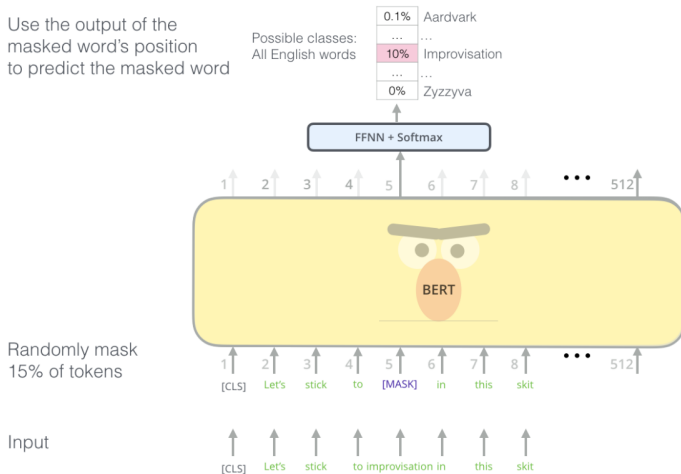 Use the output of the
masked word's position
to predict the masked word
Possible classes:
All English words
0.1% Aardvark
... ...
10% Improvisation
... ...
0% Zyzzyva
FFNN + Softmax
1 2 3 4 5 6 7 8 ••• 512
BERT
Randomly mask
15% of tokens
1 2 3 4 5 6 7 8 ••• 512
[CLS] Let's stick to [MASK] in this skit
Input
[CLS] Let's stick to improvisation in this skit